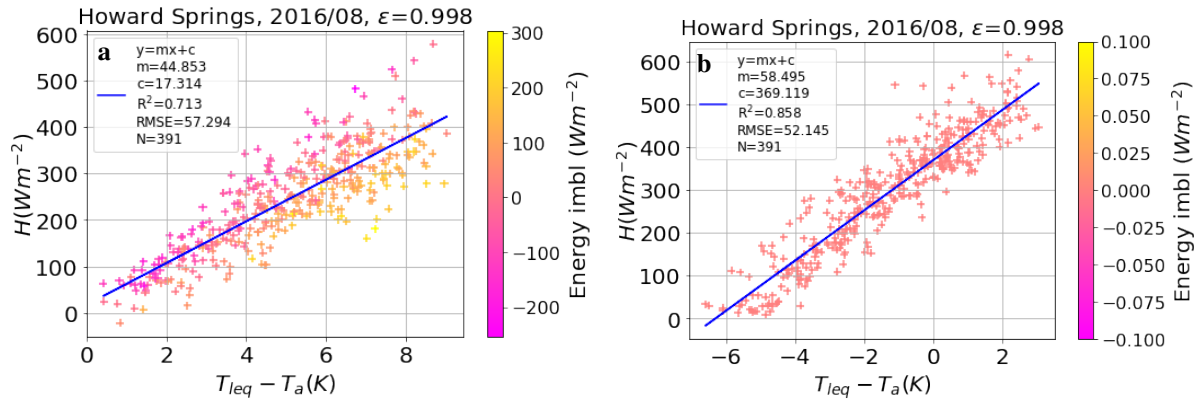 Howard Springs, 2016/08, ε=0.998
a
y=mx+c
m=44.853
c=17.314
R²=0.713
RMSE=57.294
N=391
H(Wm⁻²)
600
500
400
300
200
100
0
0 2 4 6 8
T_leq − T_a(K)
300
200
100
0
−100
−200
Energy imbl (Wm⁻²)
Howard Springs, 2016/08, ε=0.998
b
y=mx+c
m=58.495
c=369.119
R²=0.858
RMSE=52.145
N=391
H(Wm⁻²)
600
500
400
300
200
100
0
−6 −4 −2 0 2
T_leq − T_a(K)
0.100
0.075
0.050
0.025
0.000
−0.025
−0.050
−0.075
−0.100
Energy imbl (Wm⁻²)